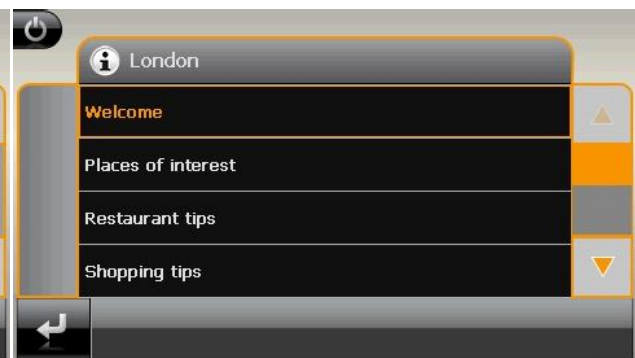 London
Welcome
Places of interest
Restaurant tips
Shopping tips